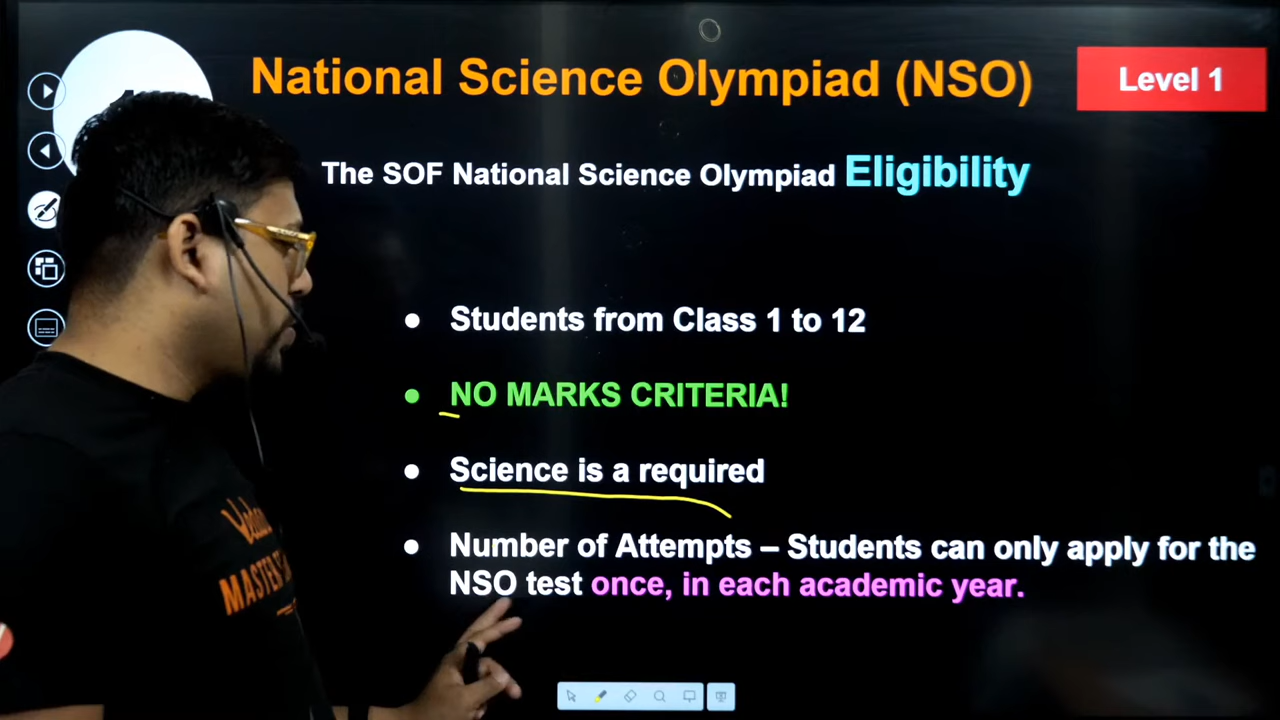 National Science Olympiad (NSO)
Level 1
The SOF National Science Olympiad Eligibility
• Students from Class 1 to 12
• NO MARKS CRITERIA!
• Science is a required
• Number of Attempts – Students can only apply for the
NSO test once, in each academic year.